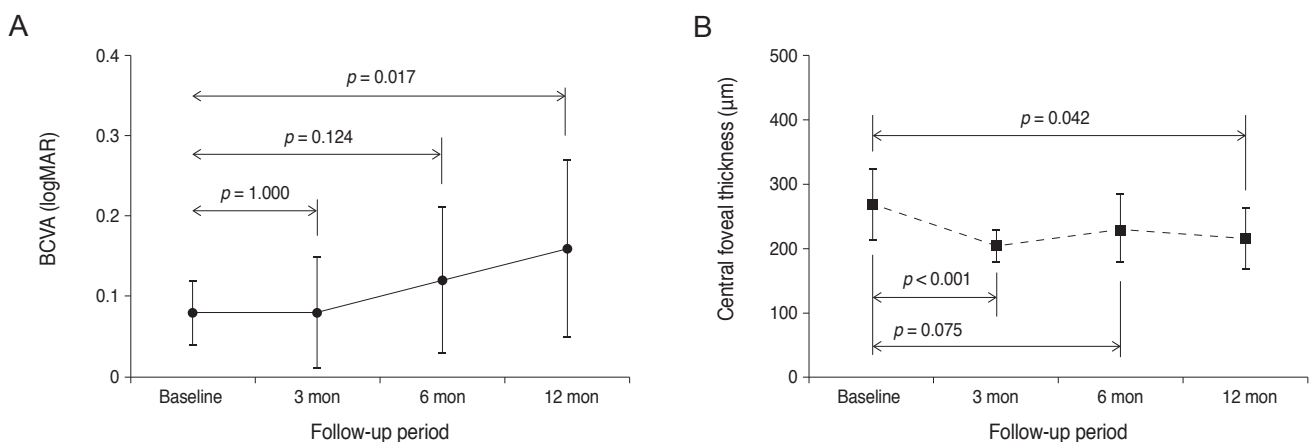 A
BCVA (logMAR)
0.4
0.3
0.2
0.1
0
p = 0.017
p = 0.124
p = 1.000
Baseline
3 mon
6 mon
12 mon
Follow-up period
B
Central foveal thickness (μm)
500
400
300
200
100
0
p = 0.042
p < 0.001
p = 0.075
Baseline
3 mon
6 mon
12 mon
Follow-up period